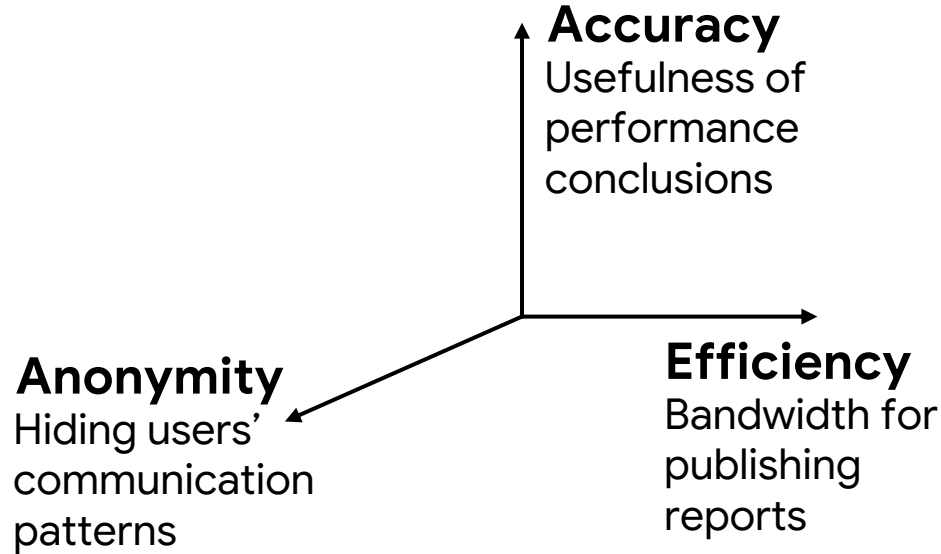 Accuracy
Usefulness of
performance
conclusions
Anonymity
Hiding users’
communication
patterns
Efficiency
Bandwidth for
publishing
reports